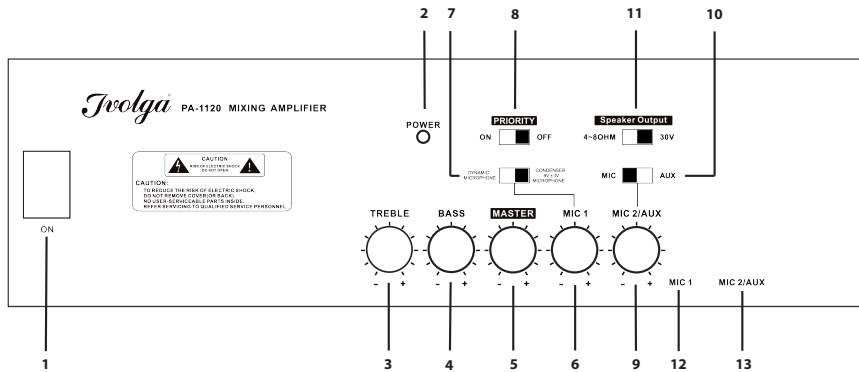 2 7 8 11 10
Jvolga® PA-1120 MIXING AMPLIFIER
POWER
PRIORITY
ON OFF
Speaker Output
4~8OHM 30V
DYNAMIC MICROPHONE
CONDENSER
9V ±3V
MICROPHONE
MIC AUX
CAUTION
RISK OF ELECTRIC SHOCK
DO NOT OPEN
CAUTION:
TO REDUCE THE RISK OF ELECTRIC SHOCK,
DO NOT REMOVE COVER(OR BACK).
NO USER-SERVICEABLE PARTS INSIDE.
REFER SERVICING TO QUALIFIED SERVICE PERSONNEL.
ON
TREBLE BASS MASTER MIC 1 MIC 2/AUX
- + - + - + - + - +
MIC 1 MIC 2/AUX
1 3 4 5 6 9 12 13